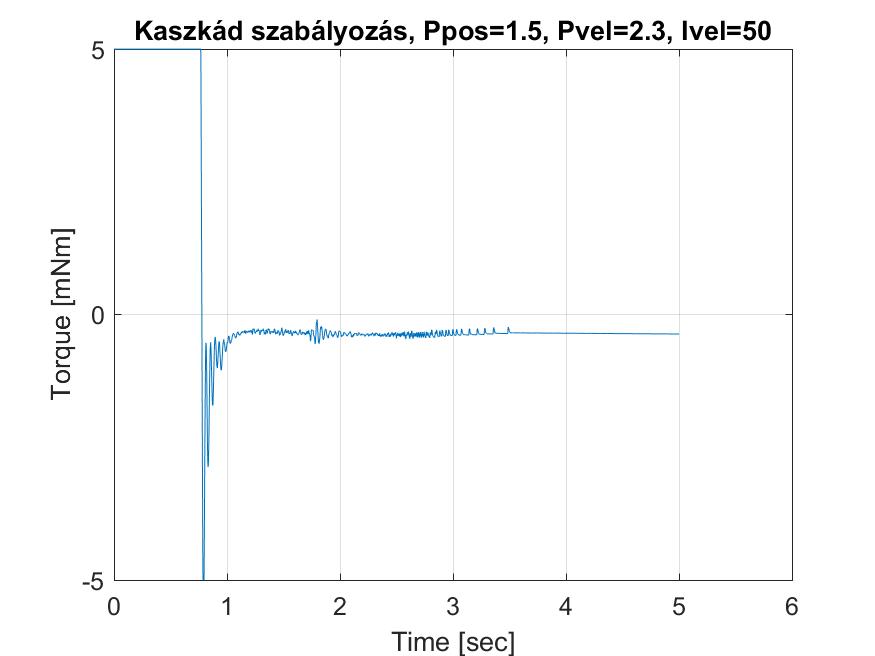 Kaszkád szabályozás, Ppos=1.5, Pvel=2.3, Ivel=50
Torque [mNm]
5
0
-5
0 1 2 3 4 5 6
Time [sec]